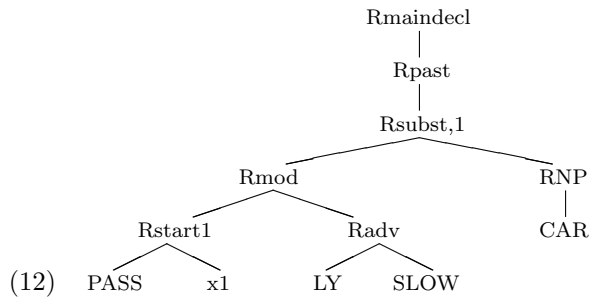 Rmaindecl
Rpast
Rsubst,1
Rmod RNP
Rstart1 Radv CAR
(12) PASS x1 LY SLOW